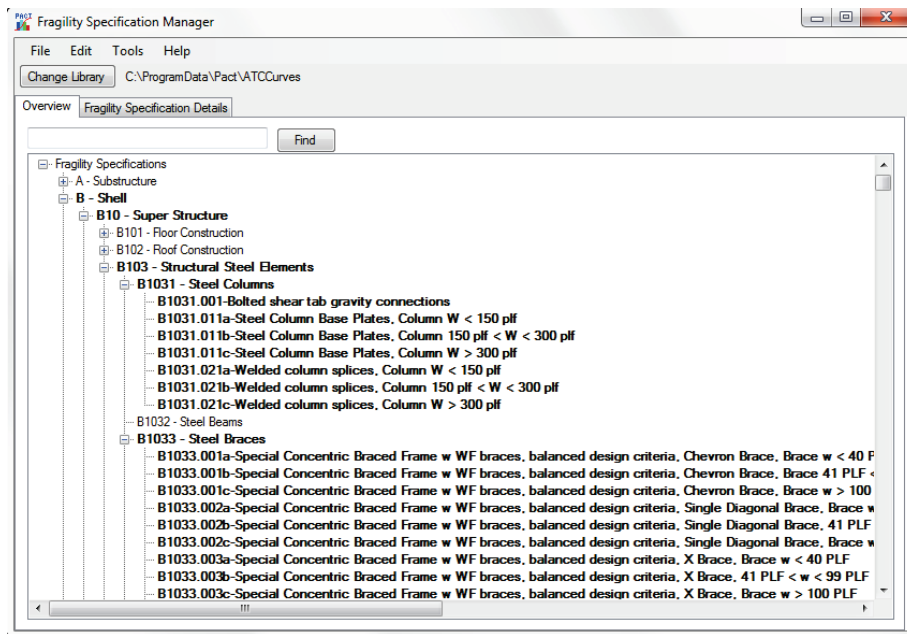 PACT Fragility Specification Manager
File Edit Tools Help
Change Library C:\ProgramData\Pact\ATCCurves
Overview Fragility Specification Details
Find
Fragility Specifications
A - Substructure
B - Shell
B10 - Super Structure
B101 - Floor Construction
B102 - Roof Construction
B103 - Structural Steel Elements
B1031 - Steel Columns
B1031.001-Bolted shear tab gravity connections
B1031.011a-Steel Column Base Plates, Column W < 150 plf
B1031.011b-Steel Column Base Plates, Column 150 plf < W < 300 plf
B1031.011c-Steel Column Base Plates, Column W > 300 plf
B1031.021a-Welded column splices, Column W < 150 plf
B1031.021b-Welded column splices, Column 150 plf < W < 300 plf
B1031.021c-Welded column splices, Column W > 300 plf
B1032 - Steel Beams
B1033 - Steel Braces
B1033.001a-Special Concentric Braced Frame w WF braces, balanced design criteria, Chevron Brace, Brace w < 40 P
B1033.001b-Special Concentric Braced Frame w WF braces, balanced design criteria, Chevron Brace, Brace 41 PLF <
B1033.001c-Special Concentric Braced Frame w WF braces, balanced design criteria, Chevron Brace, Brace w > 100
B1033.002a-Special Concentric Braced Frame w WF braces, balanced design criteria, Single Diagonal Brace, Brace w
B1033.002b-Special Concentric Braced Frame w WF braces, balanced design criteria, Single Diagonal Brace, 41 PLF
B1033.002c-Special Concentric Braced Frame w WF braces, balanced design criteria, Single Diagonal Brace, Brace w
B1033.003a-Special Concentric Braced Frame w WF braces, balanced design criteria, X Brace, Brace w < 40 PLF
B1033.003b-Special Concentric Braced Frame w WF braces, balanced design criteria, X Brace, 41 PLF < w < 99 PLF
B1033.003c-Special Concentric Braced Frame w WF braces, balanced design criteria, X Brace, Brace w > 100 PLF